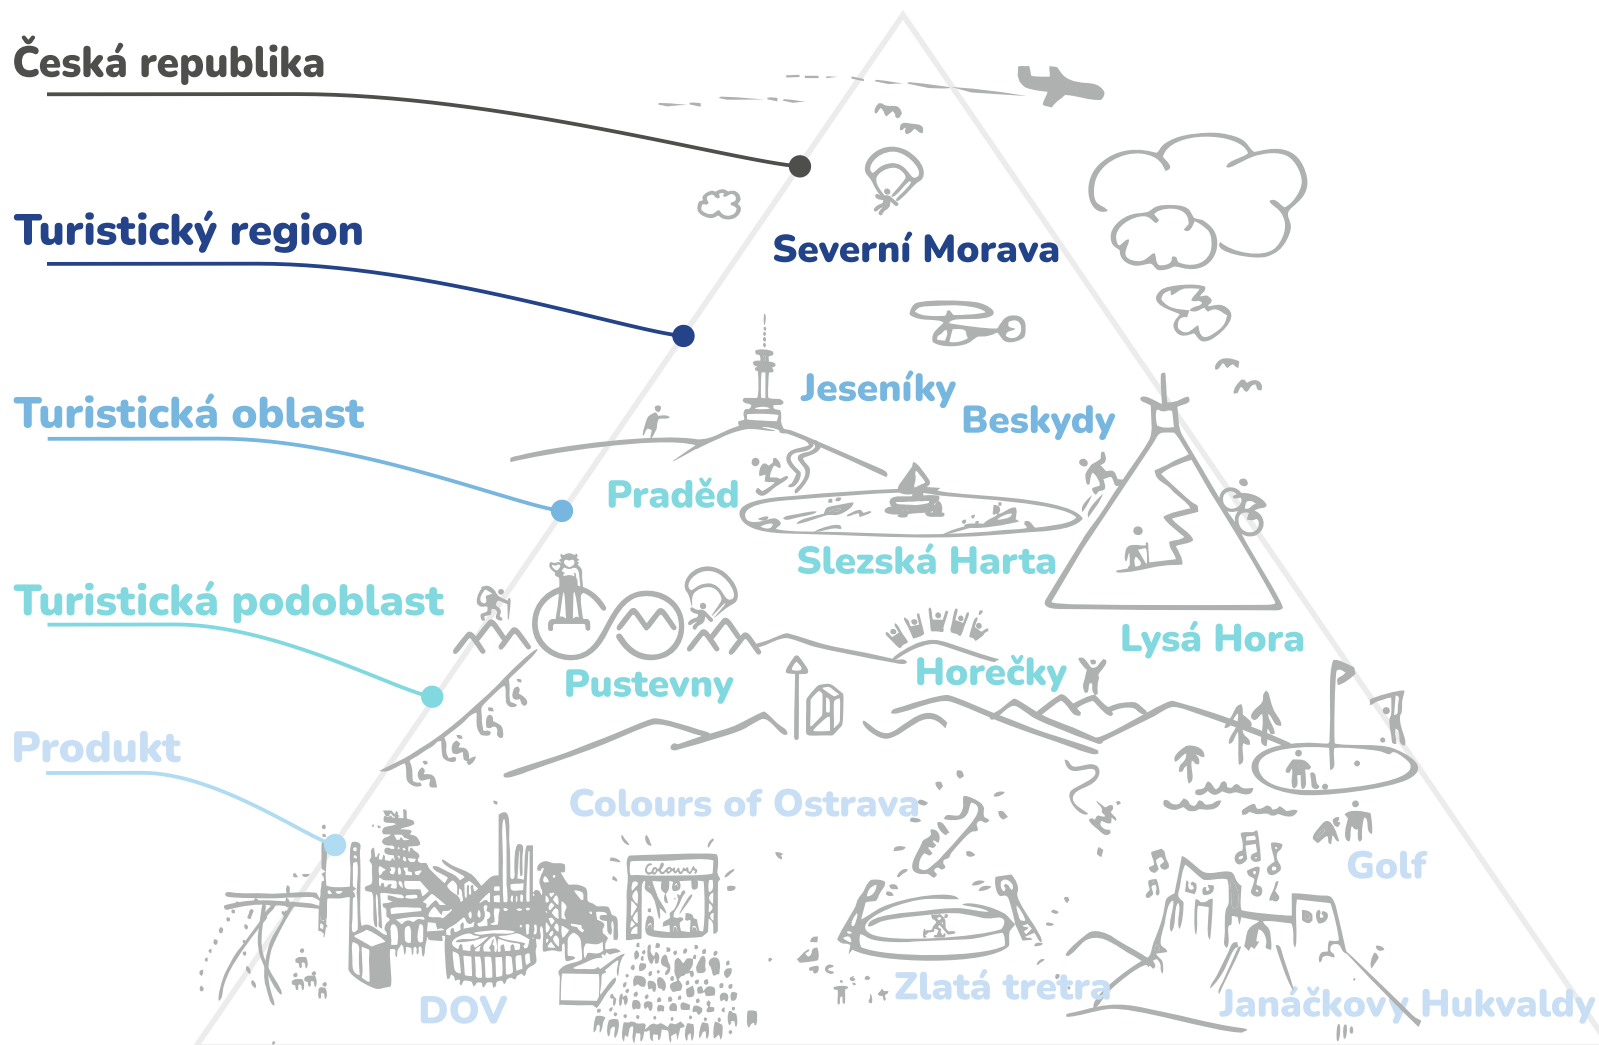 Česká republika
Turistický region
Severní Morava
Jeseníky
Turistická oblast
Beskydy
Praděd
Slezská Harta
Turistická podoblast
Lysá Hora
Horečky
Pustevny
Produkt
Colours of Ostrava
Colours
Golf
Zlatá tretra
DOV
Janáčkovy Hukvaldy